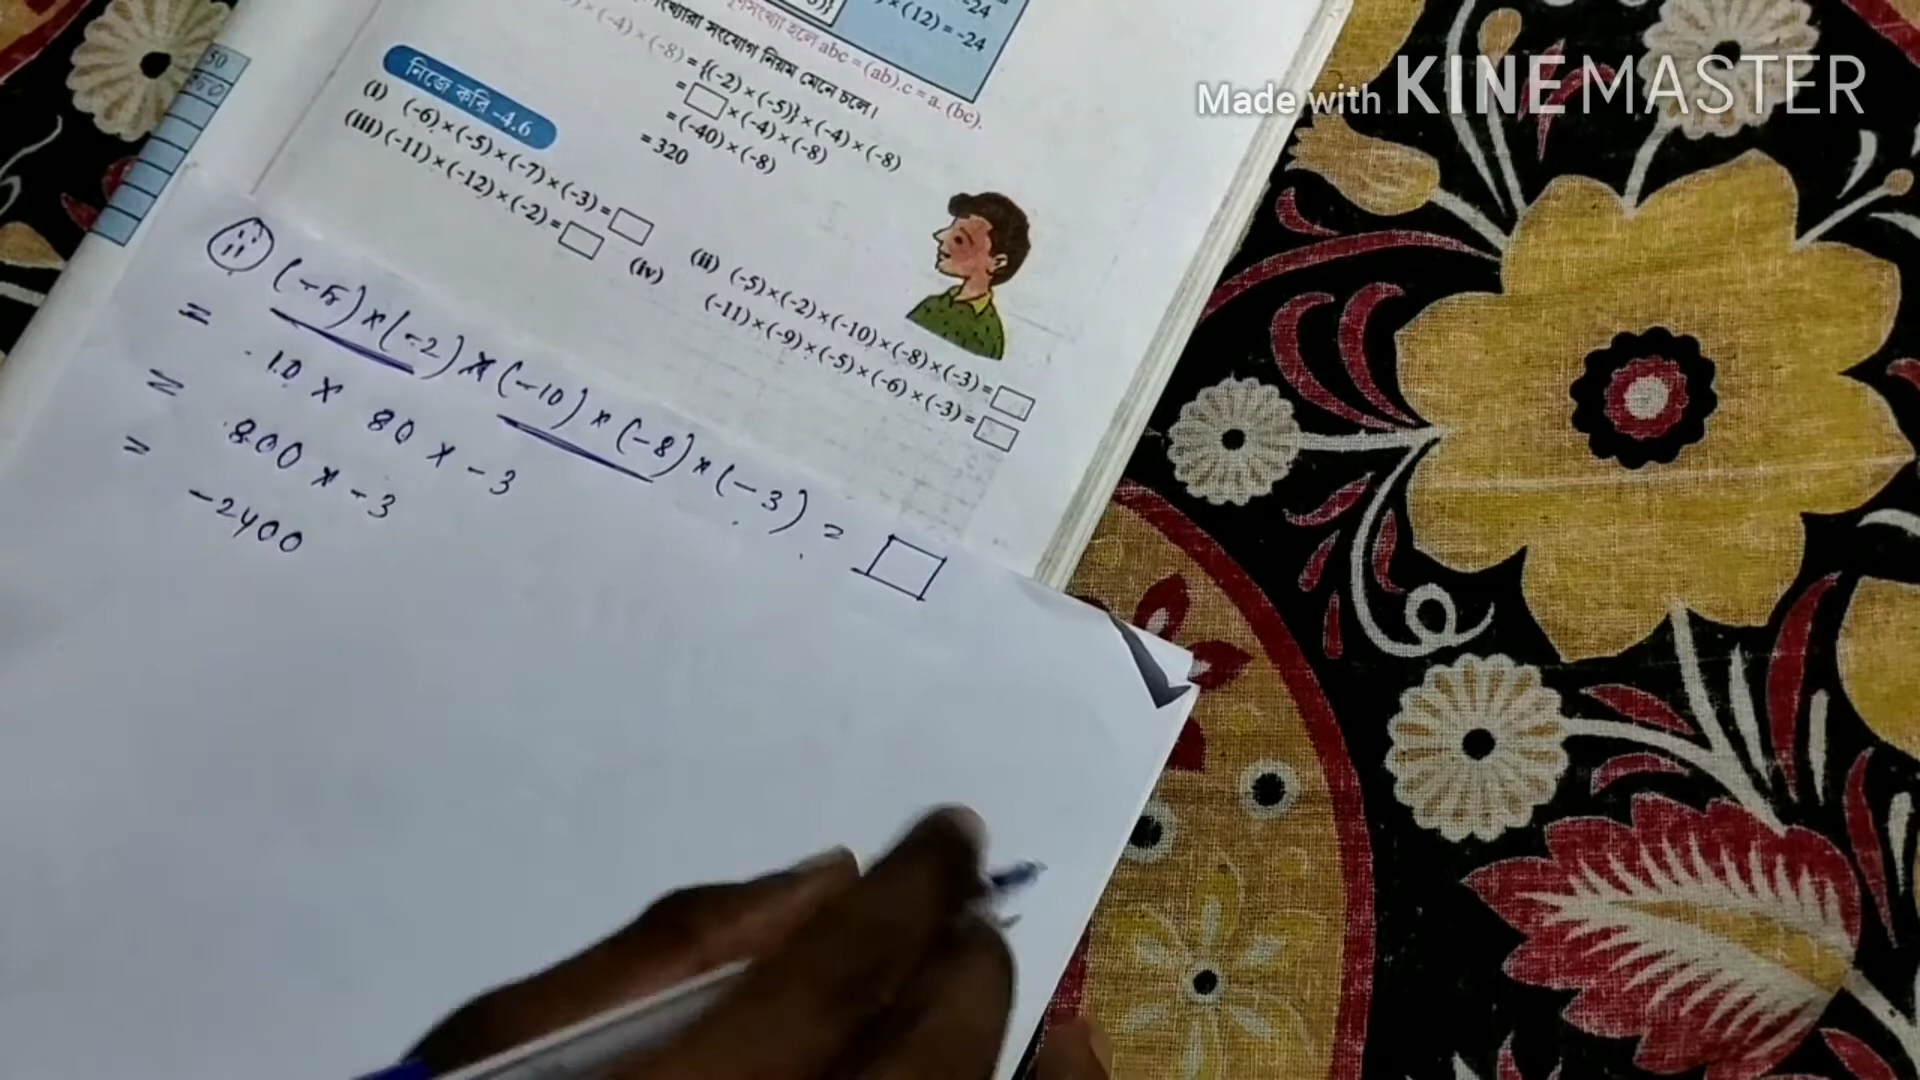 -24
×(12) = -24
Made with KINEMASTER
হলে abc = (ab).c = a. (bc).
সংযোগ নিয়ম মেনে চলে।
×(-4)×(-8) = {(-2)×(-5)}×(-4)×(-8)
= □×(-4)×(-8)
= (-40)×(-8)
= 320
নিজে করি -4.6
(i) (-6)×(-5)×(-7)×(-3) = □
(ii) (-5)×(-2)×(-10)×(-8)×(-3) = □
(iii) (-11)×(-12)×(-2) = □
(iv) (-11)×(-9)×(-5)×(-6)×(-3) = □
(ii) (-5)×(-2)×(-10)×(-8)×(-3) = □
= 10 × 80 × -3
= 800 × -3
= -2400